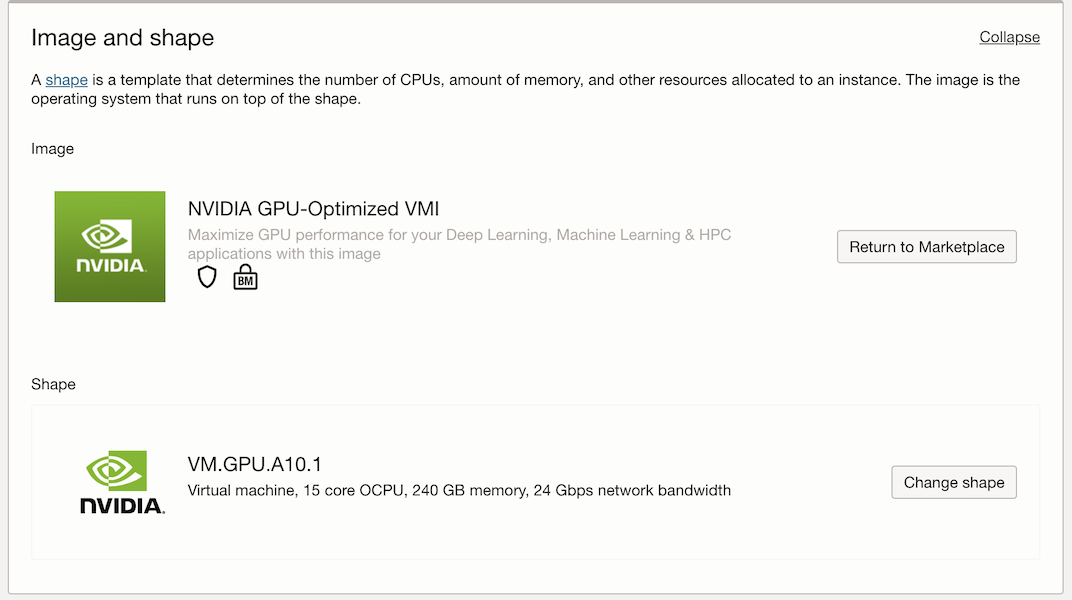 Image and shape
Collapse
A shape is a template that determines the number of CPUs, amount of memory, and other resources allocated to an instance. The image is the
operating system that runs on top of the shape.
Image
NVIDIA.
NVIDIA GPU-Optimized VMI
Maximize GPU performance for your Deep Learning, Machine Learning & HPC
applications with this image
BM
Return to Marketplace
Shape
NVIDIA.
VM.GPU.A10.1
Virtual machine, 15 core OCPU, 240 GB memory, 24 Gbps network bandwidth
Change shape